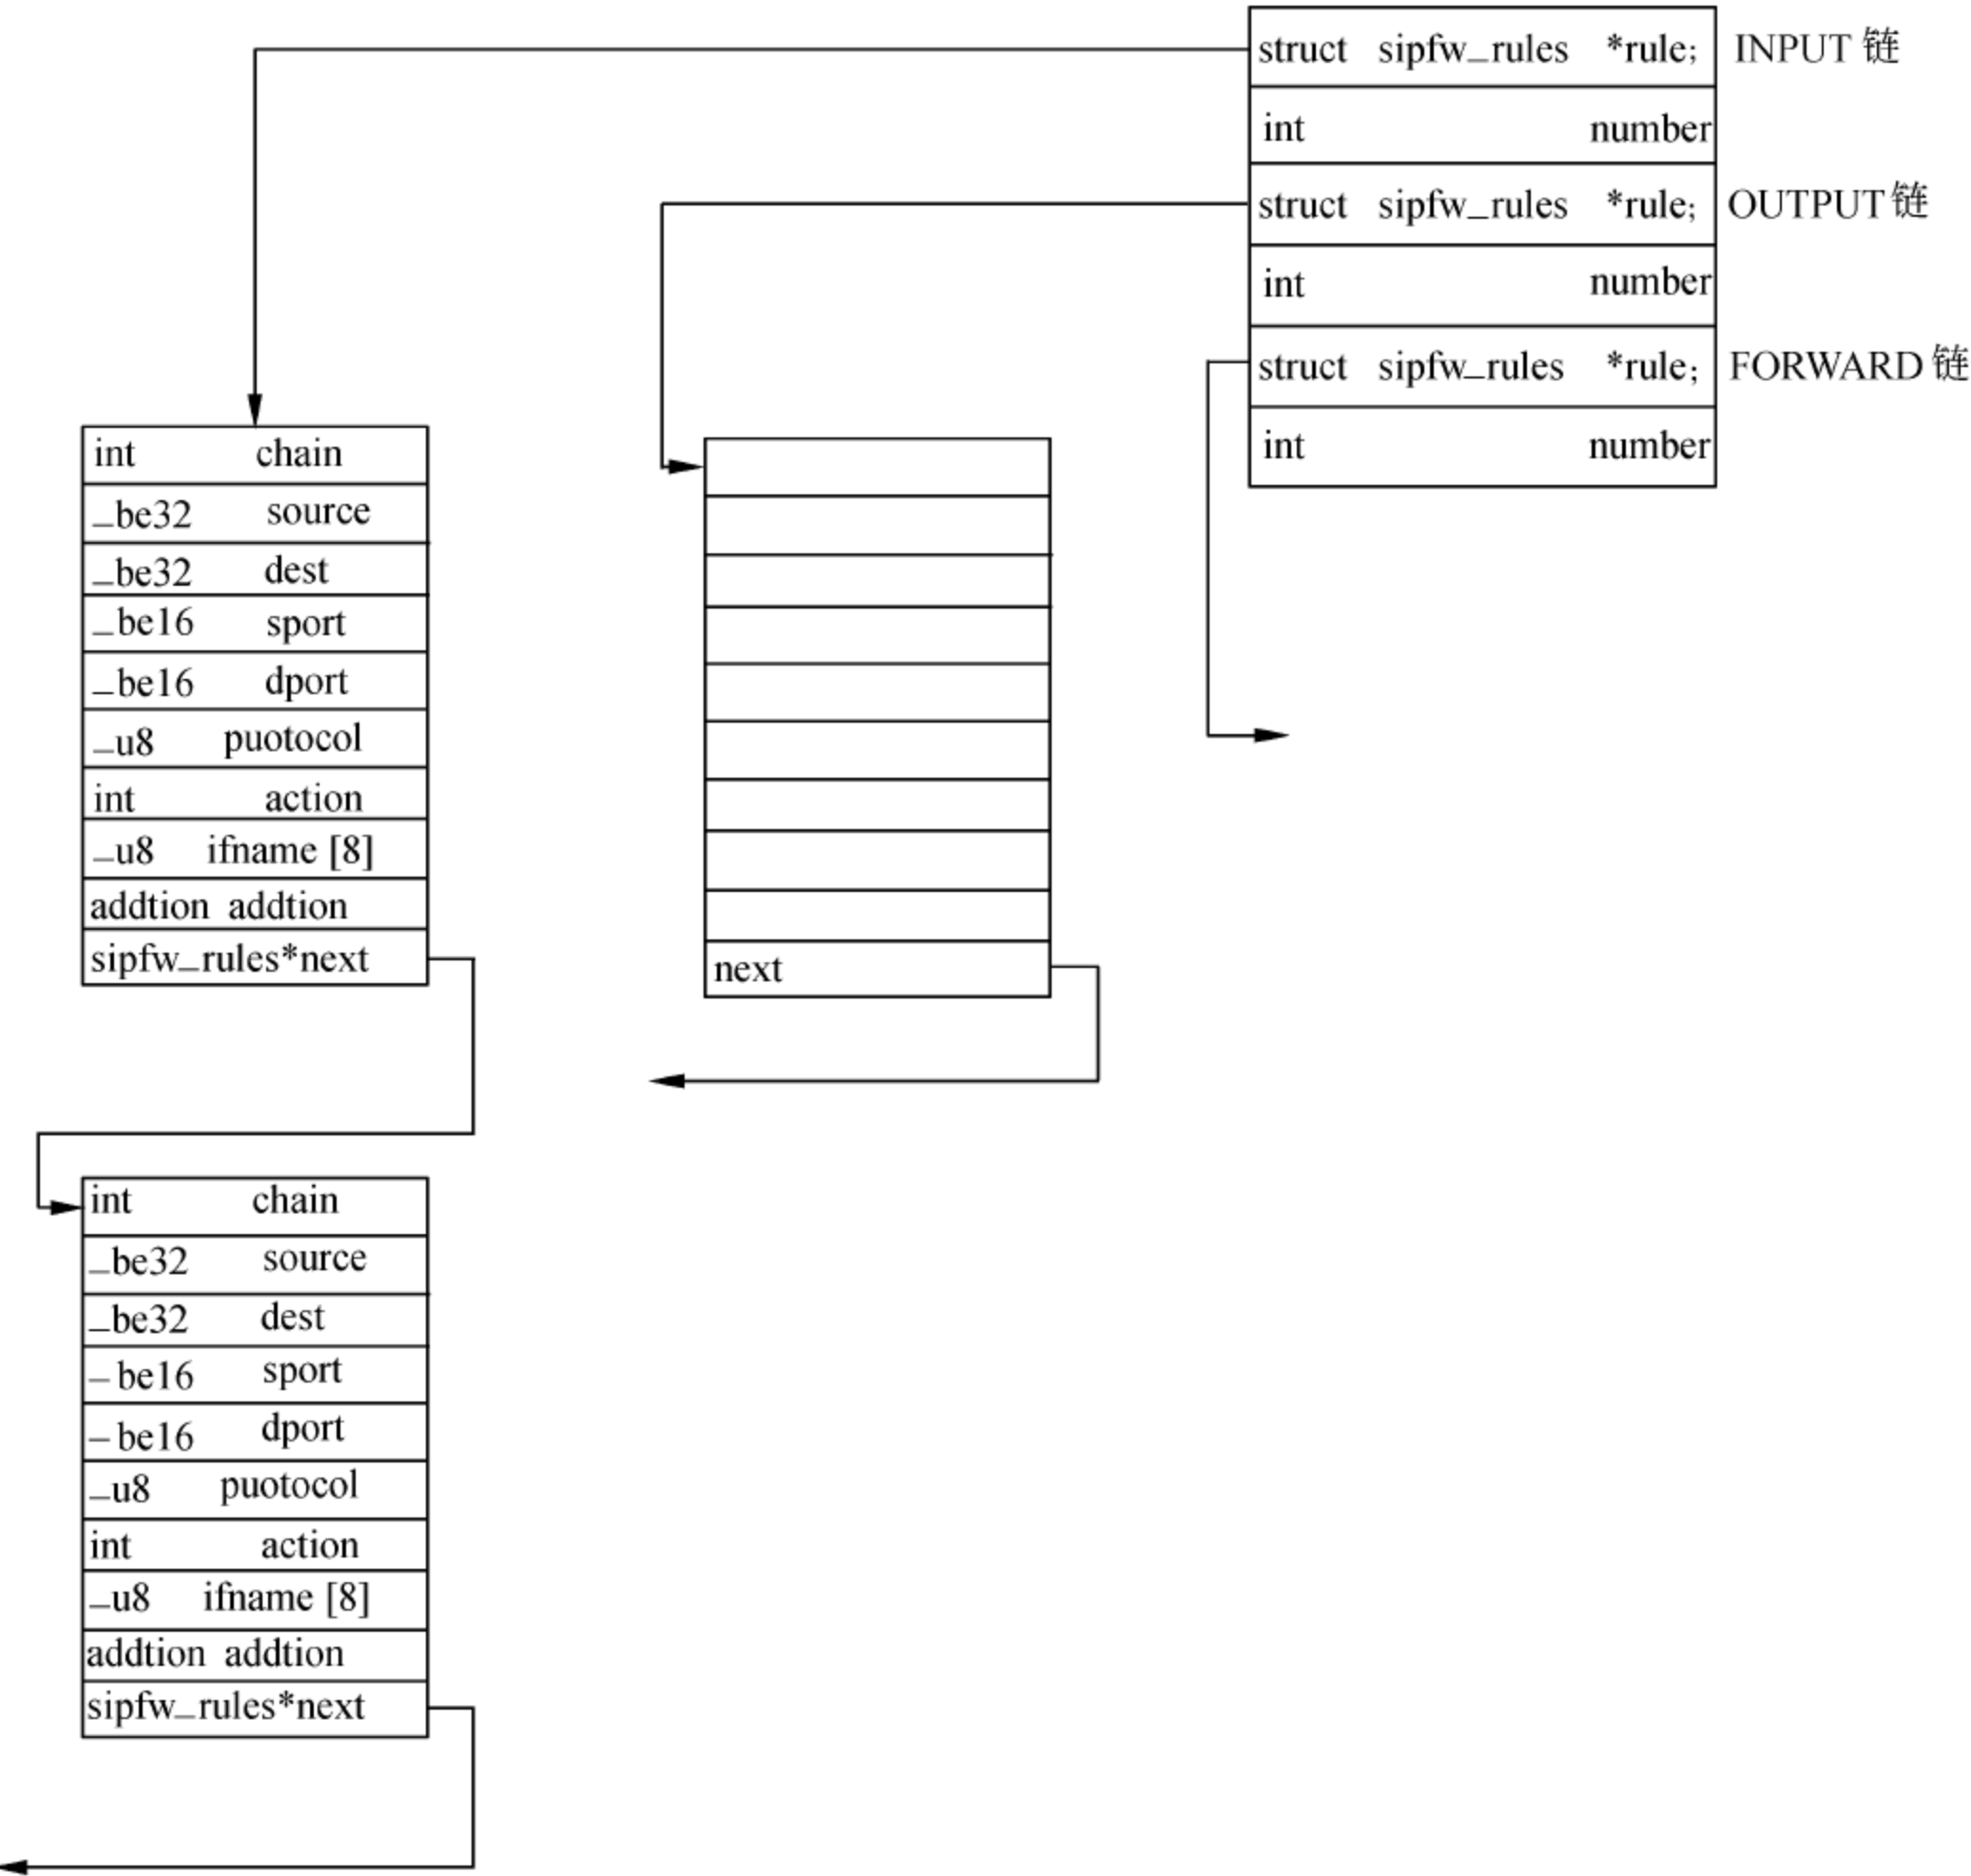 struct sipfw_rules *rule; INPUT 链
int number
struct sipfw_rules *rule; OUTPUT 链
int number
struct sipfw_rules *rule; FORWARD 链
int number
int chain
_be32 source
_be32 dest
_be16 sport
_be16 dport
_u8 puotocol
int action
_u8 ifname [8]
addtion addtion
sipfw_rules*next
next
int chain
_be32 source
_be32 dest
_be16 sport
_be16 dport
_u8 puotocol
int action
_u8 ifname [8]
addtion addtion
sipfw_rules*next